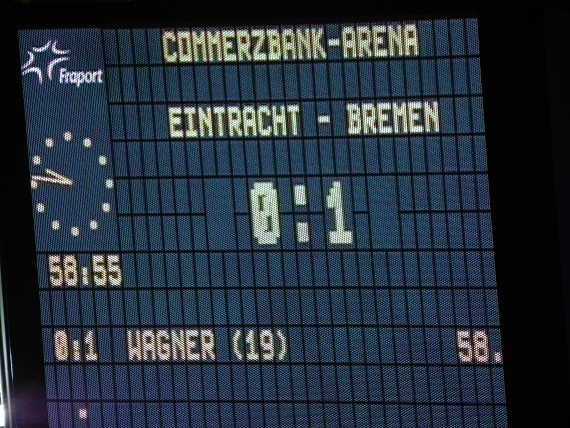 COMMERZBANK-ARENA
Fraport
EINTRACHT - BREMEN
0:1
58:55
0:1 WAGNER (19) 58.